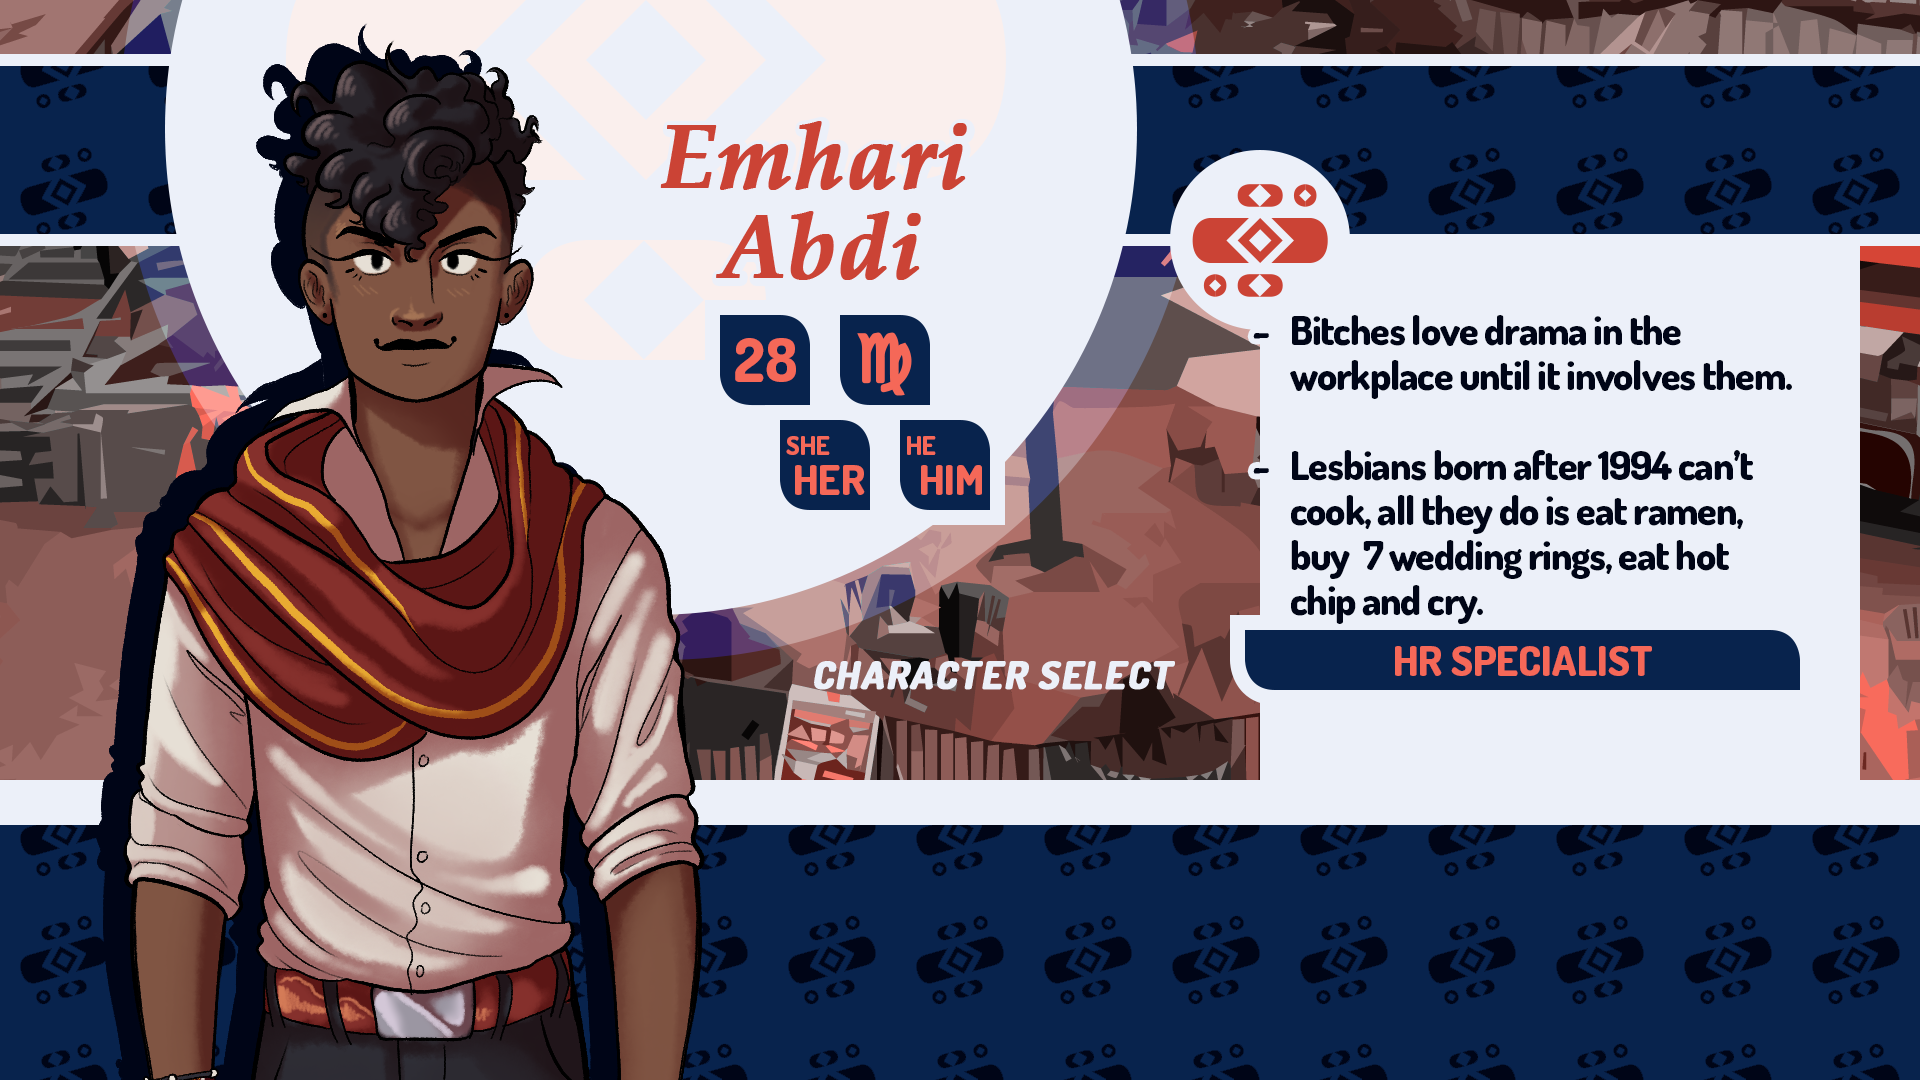 Emhari
Abdi
28
♍
SHE
HER
HE
HIM
- Bitches love drama in the
workplace until it involves them.
- Lesbians born after 1994 can't
cook, all they do is eat ramen,
buy 7 wedding rings, eat hot
chip and cry.
HR SPECIALIST
CHARACTER SELECT